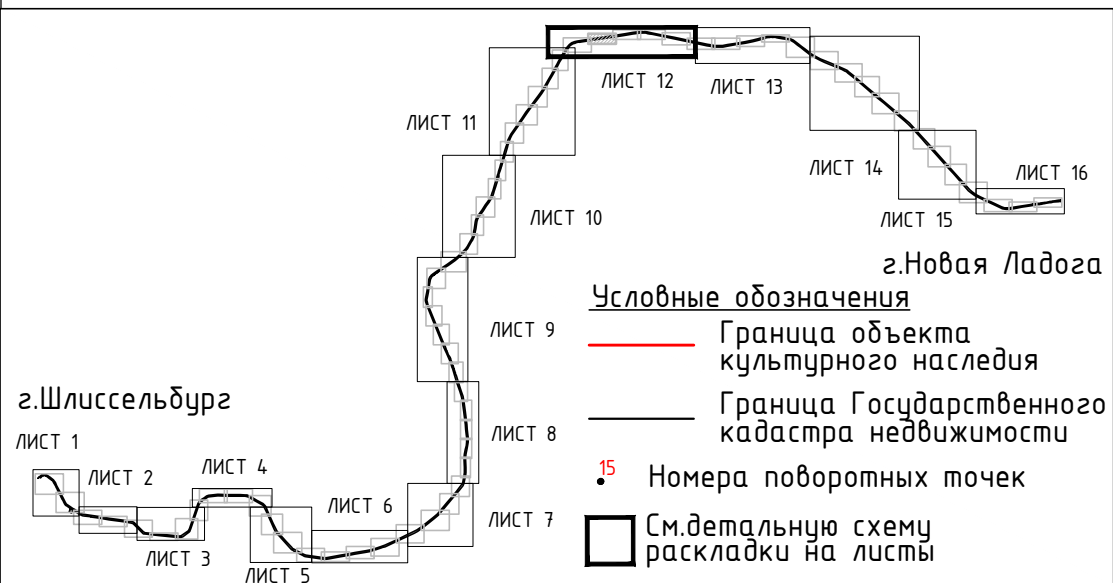 ЛИСТ 12
ЛИСТ 13
ЛИСТ 11
ЛИСТ 14
ЛИСТ 16
ЛИСТ 10
ЛИСТ 15
г.Новая Ладога
ЛИСТ 9
г.Шлиссельбург
ЛИСТ 8
ЛИСТ 1
ЛИСТ 2
ЛИСТ 4
ЛИСТ 6
ЛИСТ 7
ЛИСТ 3
ЛИСТ 5
Условные обозначения
Граница объекта
культурного наследия
Граница Государственного
кадастра недвижимости
15
Номера поворотных точек
См.детальную схему
раскладки на листы